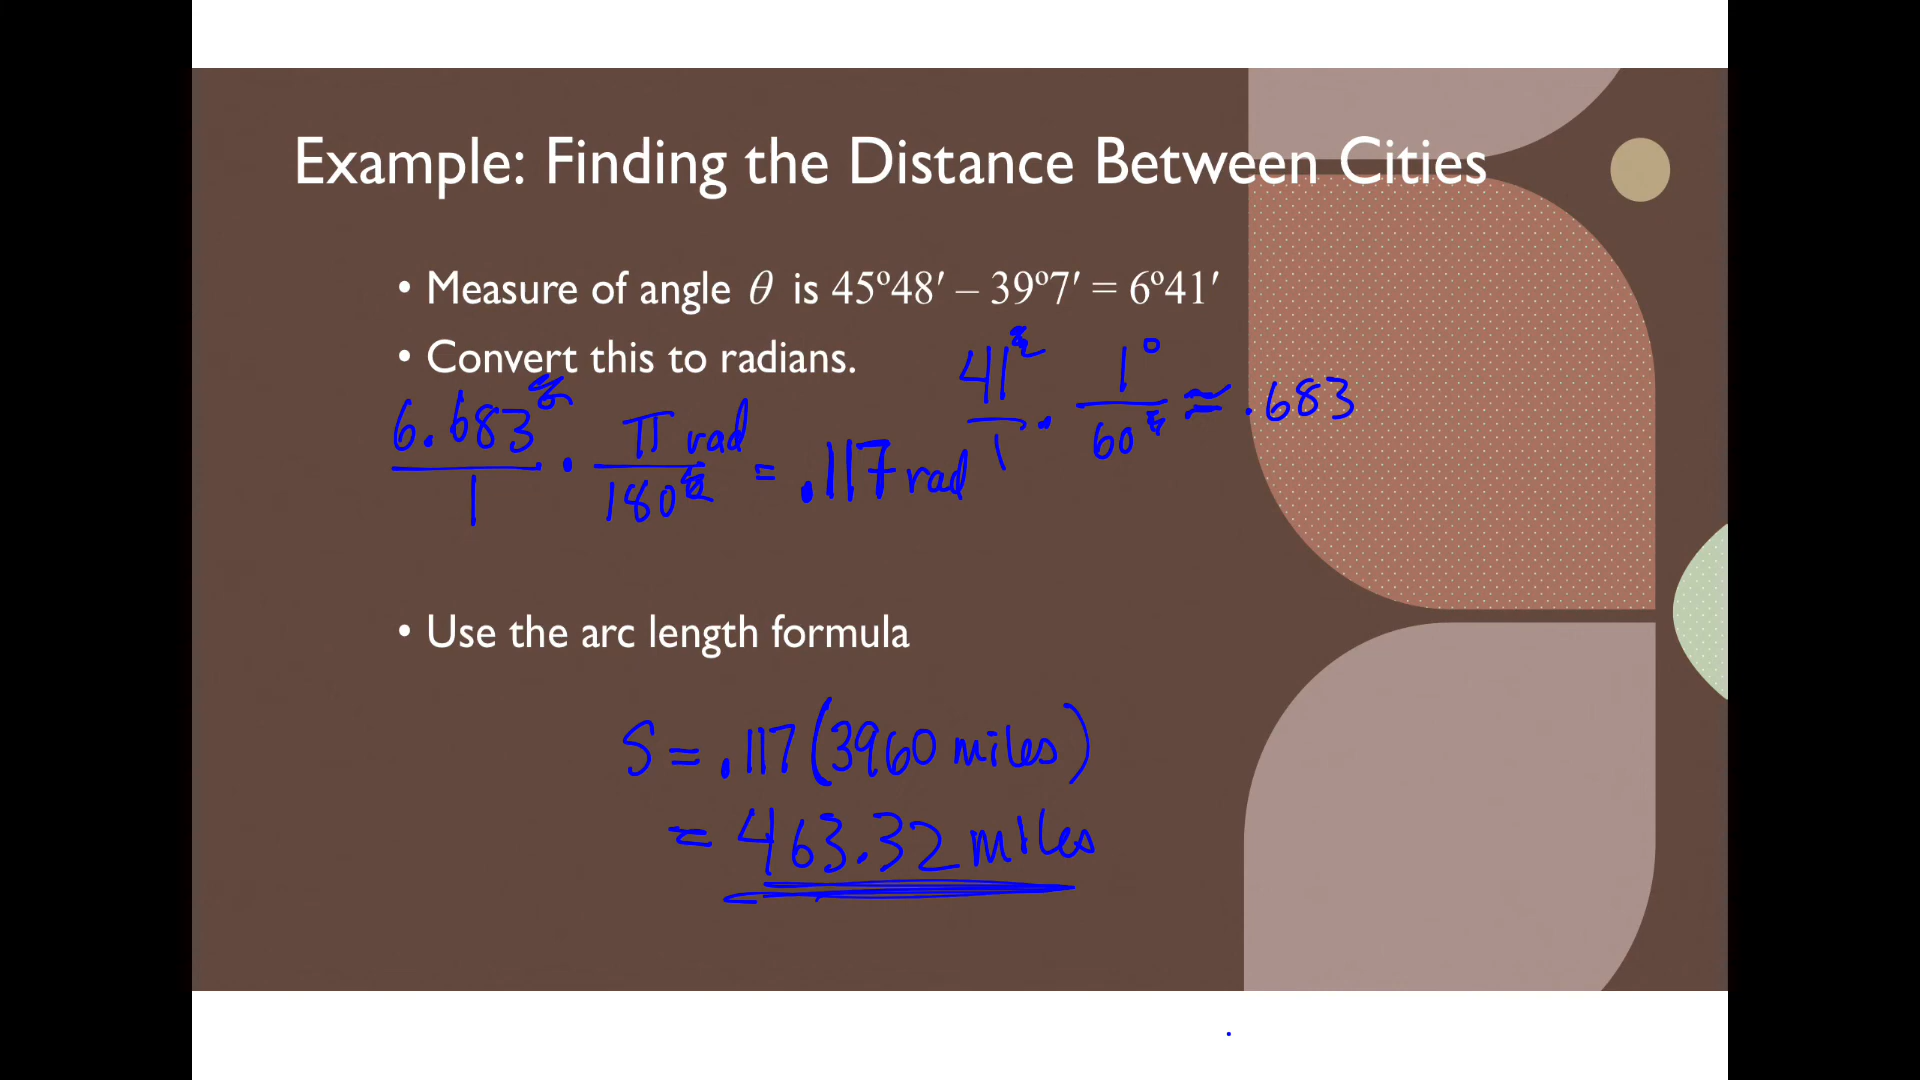 Example: Finding the Distance Between Cities
• Measure of angle θ is 45º48′ – 39º7′ = 6º41′
• Convert this to radians.
41′/1 · 1°/60′ ≈ .683
6.683°/1 · π rad/180° = .117 rad
• Use the arc length formula
S = .117(3960 miles)
= 463.32 miles